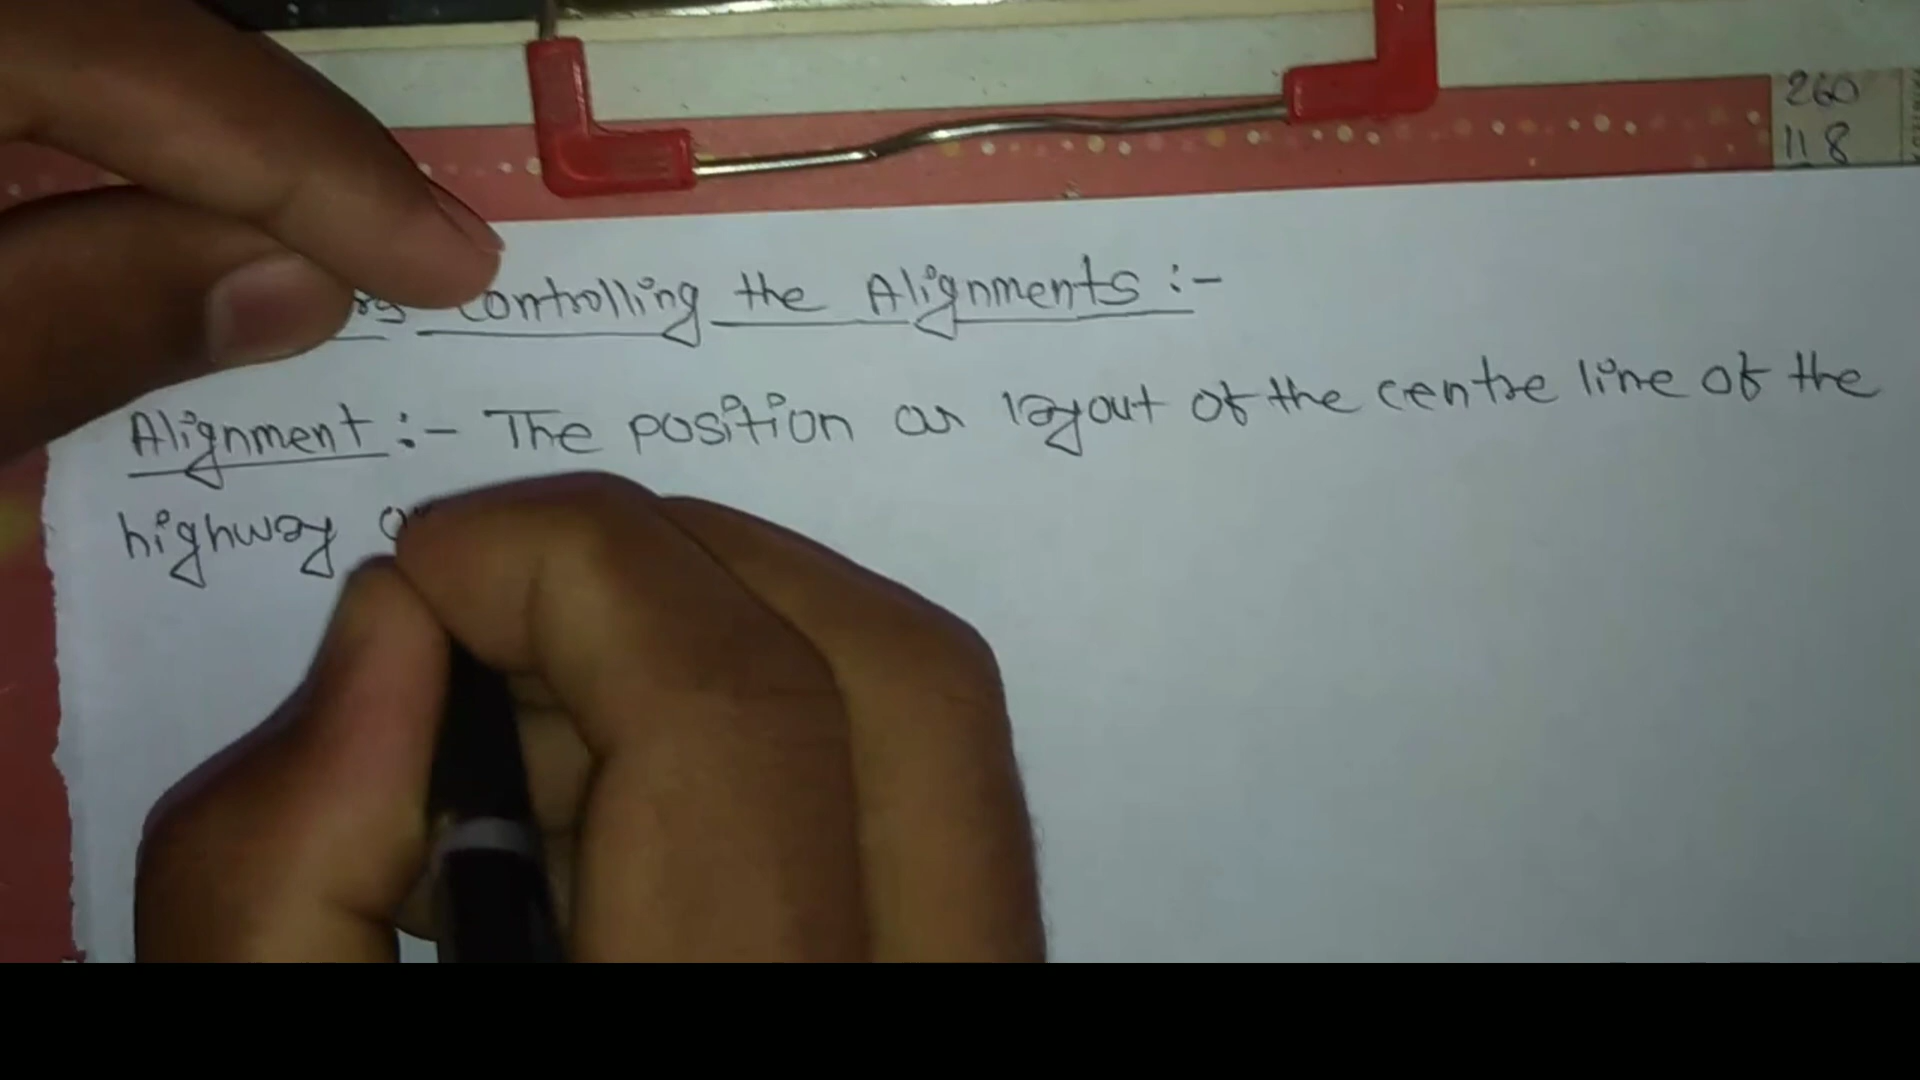 260
118
controlling the Alignments :-
Alignment :- The position or layout of the centre line of the
highway